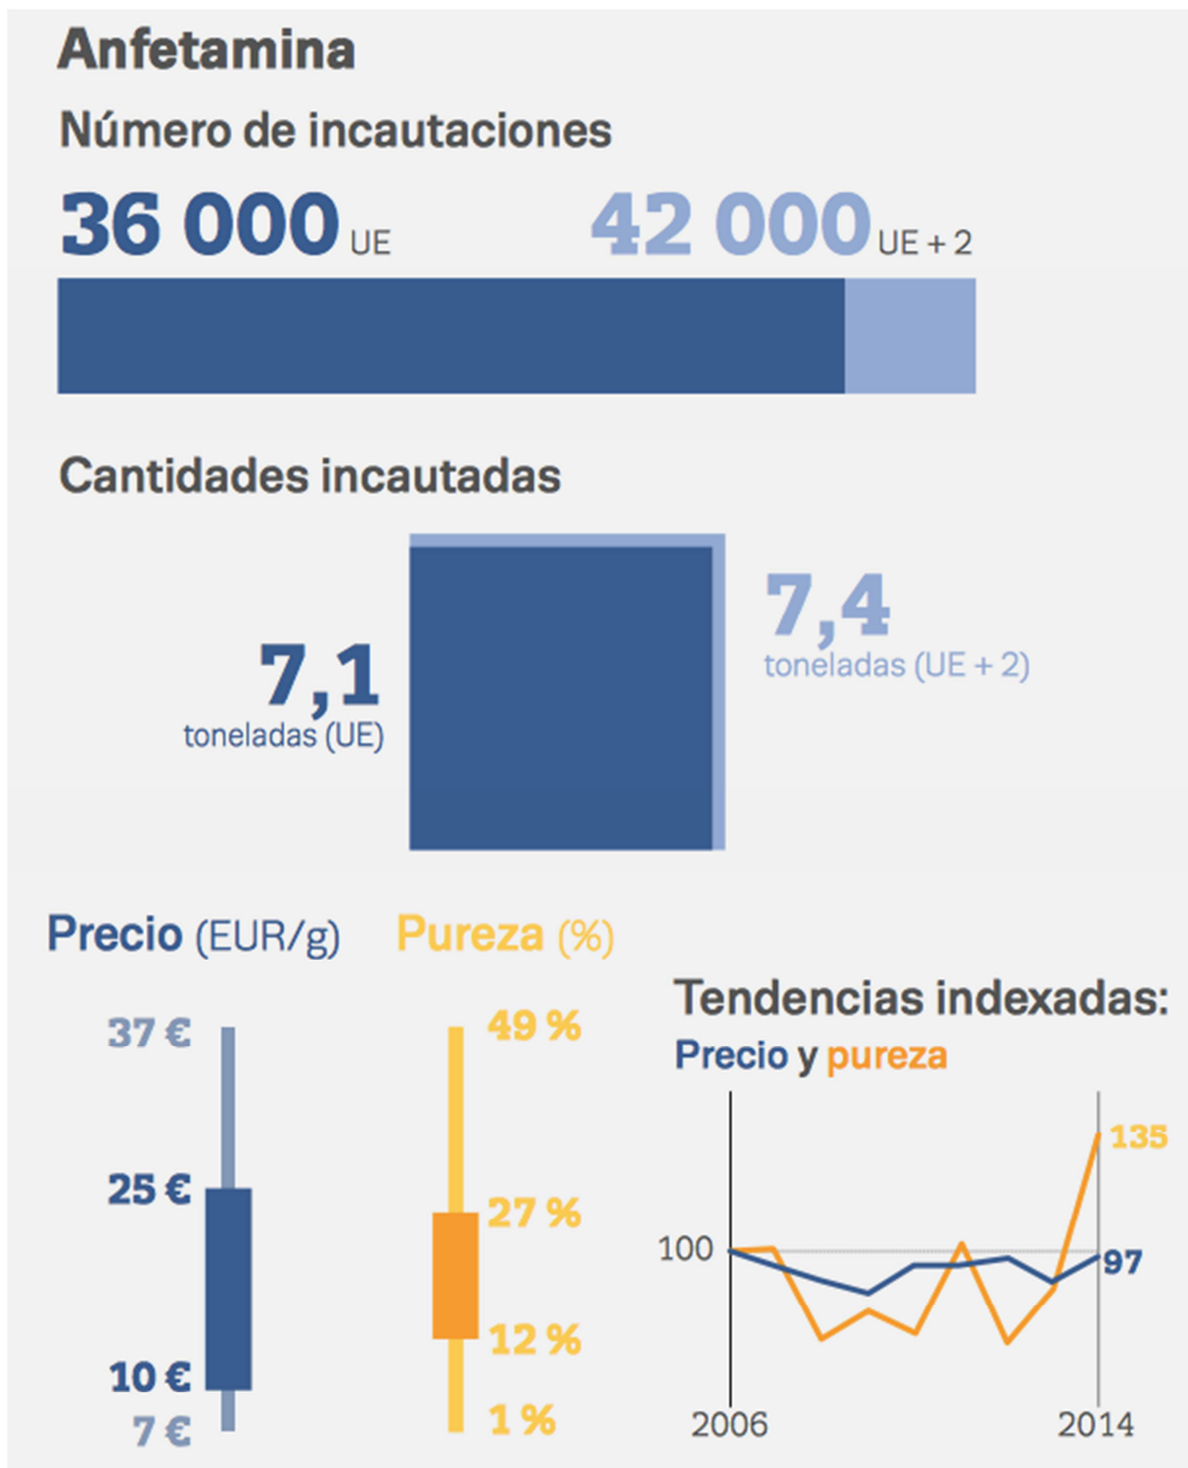 Anfetamina
Número de incautaciones
36 000 UE
42 000 UE + 2
Cantidades incautadas
7,4
toneladas (UE + 2)
7,1
toneladas (UE)
Precio (EUR/g)
37 €
25 €
10 €
7 €
Pureza (%)
49 %
27 %
12 %
1 %
Tendencias indexadas:
Precio y pureza
135
100
97
2006
2014